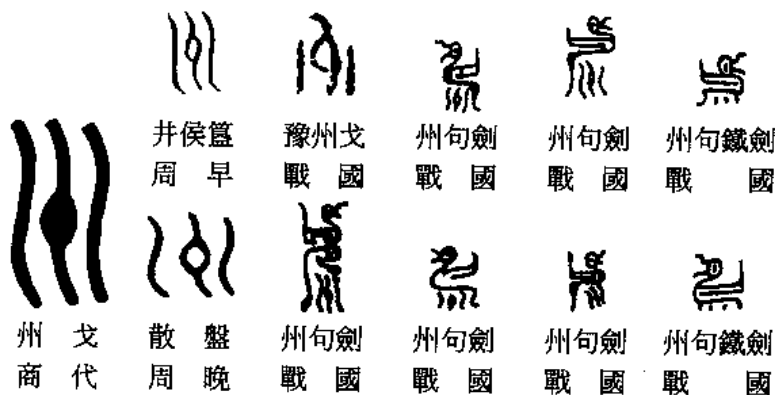 井侯簋 豫州戈 州句劍 州句劍 州句鐵劍
周早 戰國 戰國 戰國 戰國
州戈 散盤 州句劍 州句劍 州句劍 州句鐵劍
商代 周晚 戰國 戰國 戰國 戰國